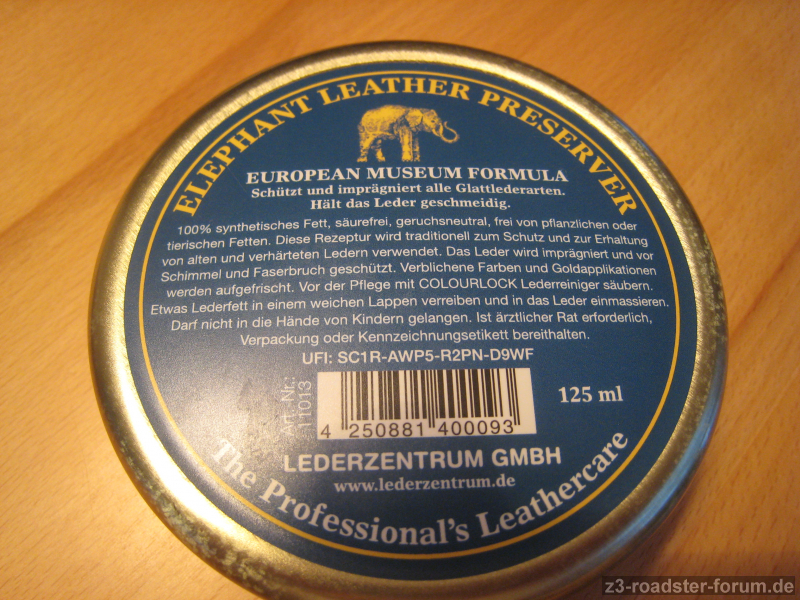 ELEPHANT LEATHER PRESERVER
EUROPEAN MUSEUM FORMULA
Schützt und imprägniert alle Glattlederarten.
Hält das Leder geschmeidig.
100% synthetisches Fett, säurefrei, geruchsneutral, frei von pflanzlichen oder
tierischen Fetten. Diese Rezeptur wird traditionell zum Schutz und zur Erhaltung
von alten und verhärteten Ledern verwendet. Das Leder wird imprägniert und vor
Schimmel und Faserbruch geschützt. Verblichene Farben und Goldapplikationen
werden aufgefrischt. Vor der Pflege mit COLOURLOCK Lederreiniger säubern.
Etwas Lederfett in einem weichen Lappen verreiben und in das Leder einmassieren.
Darf nicht in die Hände von Kindern gelangen. Ist ärztlicher Rat erforderlich,
Verpackung oder Kennzeichnungsetikett bereithalten.
UFI: SC1R-AWP5-R2PN-D9WF
Art.-Nr.:
11013
125 ml
4 250881 400093
LEDERZENTRUM GMBH
www.lederzentrum.de
The Professional's Leathercare
z3-roadster-forum.de